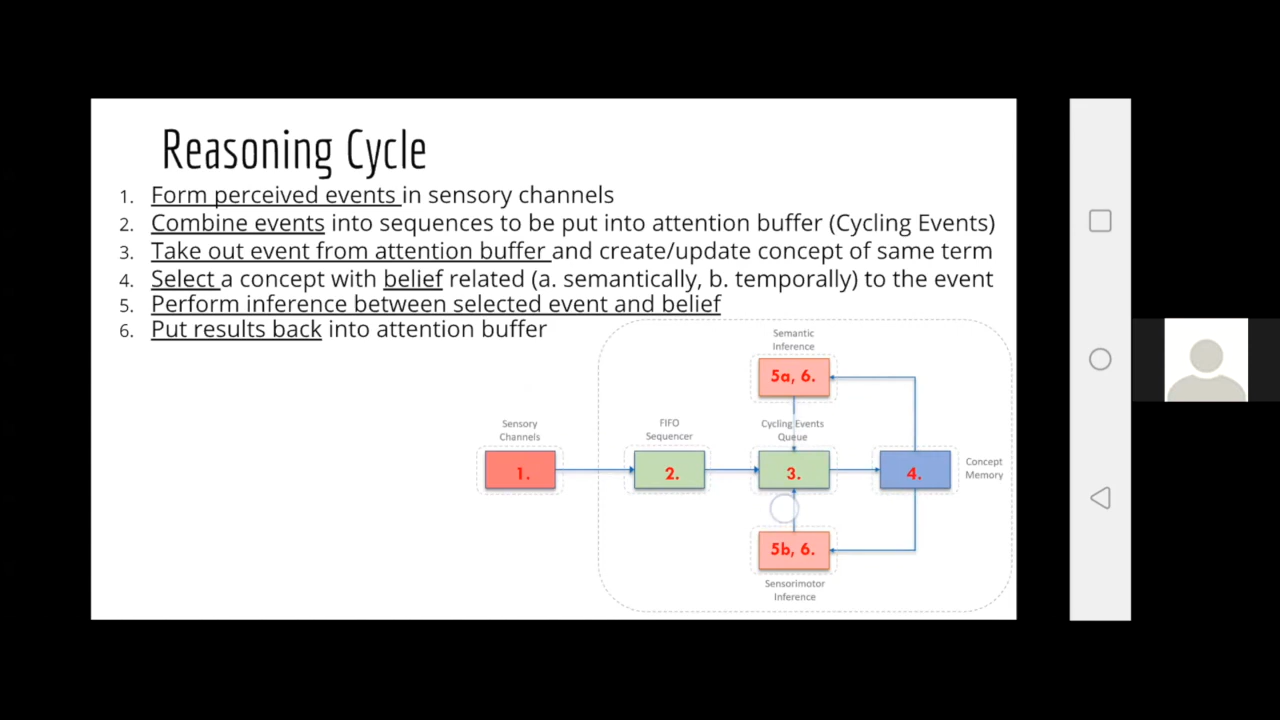 Reasoning Cycle
1. Form perceived events in sensory channels
2. Combine events into sequences to be put into attention buffer (Cycling Events)
3. Take out event from attention buffer and create/update concept of same term
4. Select a concept with belief related (a. semantically, b. temporally) to the event
5. Perform inference between selected event and belief
6. Put results back into attention buffer
Semantic
Inference
5a, 6.
Sensory
Channels
FIFO
Sequencer
Cycling Events
Queue
1.
2.
3.
4.
Concept
Memory
5b, 6.
Sensorimotor
Inference